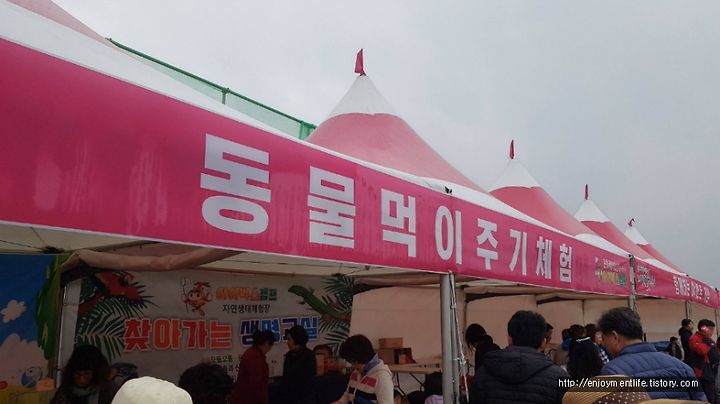 동물먹이주기체험
자연생태체험장
찾아가는 생명교실
http://enjoymentlife.tistory.com